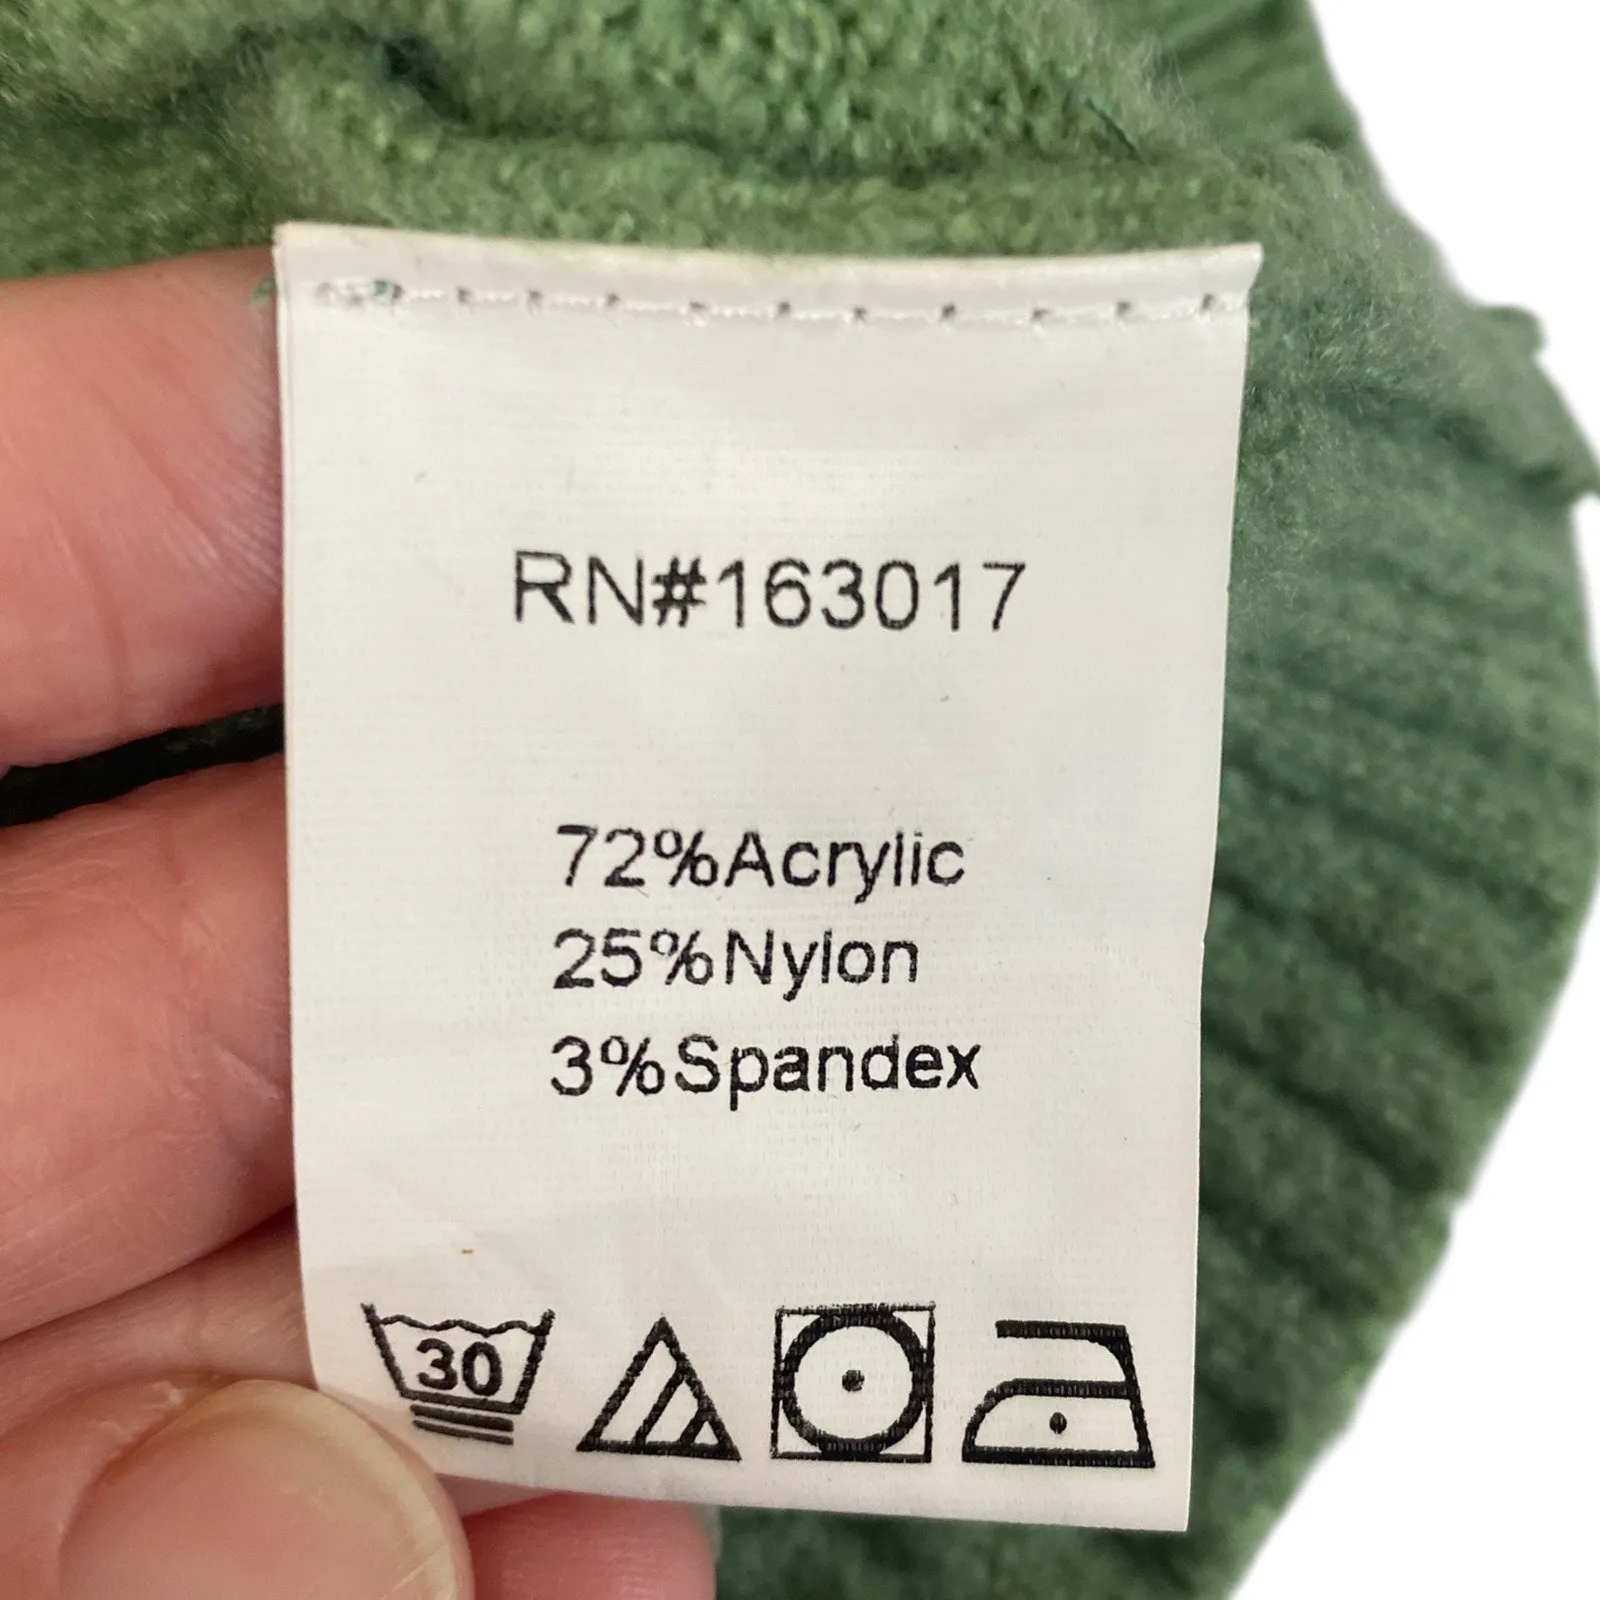 RN#163017
72%Acrylic
25%Nylon
3%Spandex
30